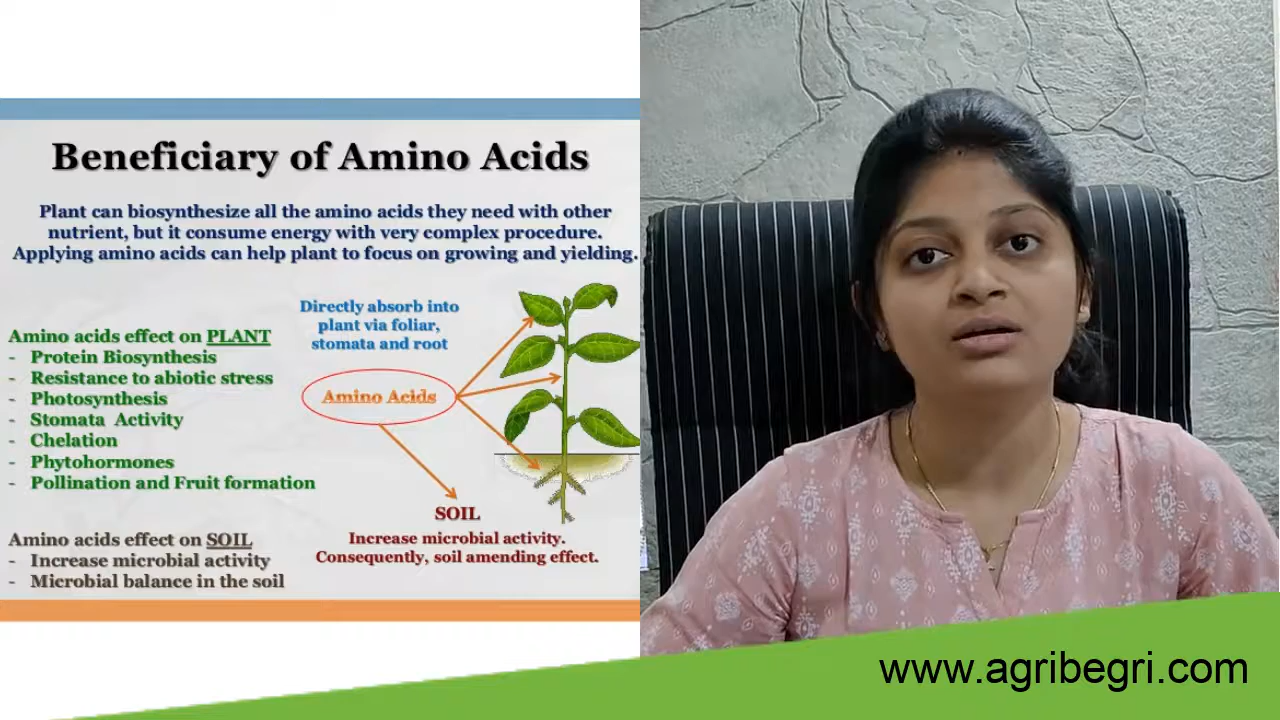 Beneficiary of Amino Acids
Plant can biosynthesize all the amino acids they need with other
nutrient, but it consume energy with very complex procedure.
Applying amino acids can help plant to focus on growing and yielding.
Directly absorb into
plant via foliar,
stomata and root
Amino acids effect on PLANT
- Protein Biosynthesis
- Resistance to abiotic stress
- Photosynthesis
- Stomata Activity
- Chelation
- Phytohormones
- Pollination and Fruit formation
Amino Acids
SOIL
Increase microbial activity.
Consequently, soil amending effect.
Amino acids effect on SOIL
- Increase microbial activity
- Microbial balance in the soil
www.agribegri.com